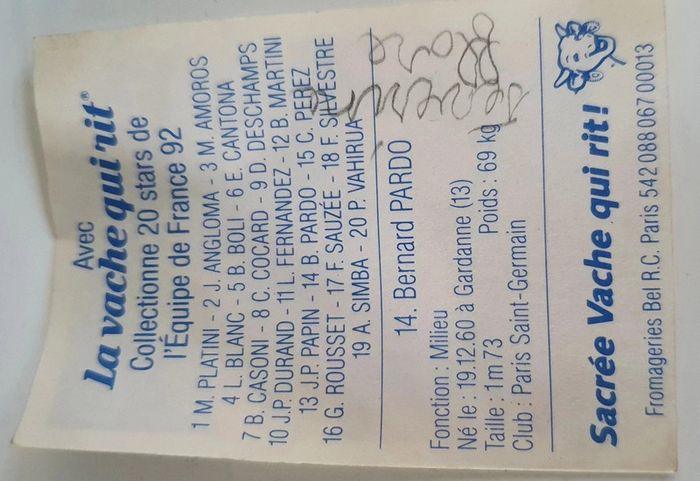 Avec
La vache qui rit®
Collectionne 20 stars de
l'Équipe de France 92
1 M. PLATINI - 2 J. ANGLOMA - 3 M. AMOROS
4 L. BLANC - 5 B. BOLI - 6 E. CANTONA
7 B. CASONI - 8 C. COCARD - 9 D. DESCHAMPS
10 J.P. DURAND - 11 L. FERNANDEZ - 12 B. MARTINI
13 J.P. PAPIN - 14 B. PARDO - 15 C. PEREZ
16 G. ROUSSET - 17 F. SAUZÉE - 18 F. SILVESTRE
19 A. SIMBA - 20 P. VAHIRUA
14. Bernard PARDO
Fonction : Milieu
Né le : 19.12.60 à Gardanne (13)
Taille : 1m73 Poids : 69 kg
Club : Paris Saint-Germain
Sacrée Vache qui rit!
Fromageries Bel R.C. Paris 542 088 067 00013